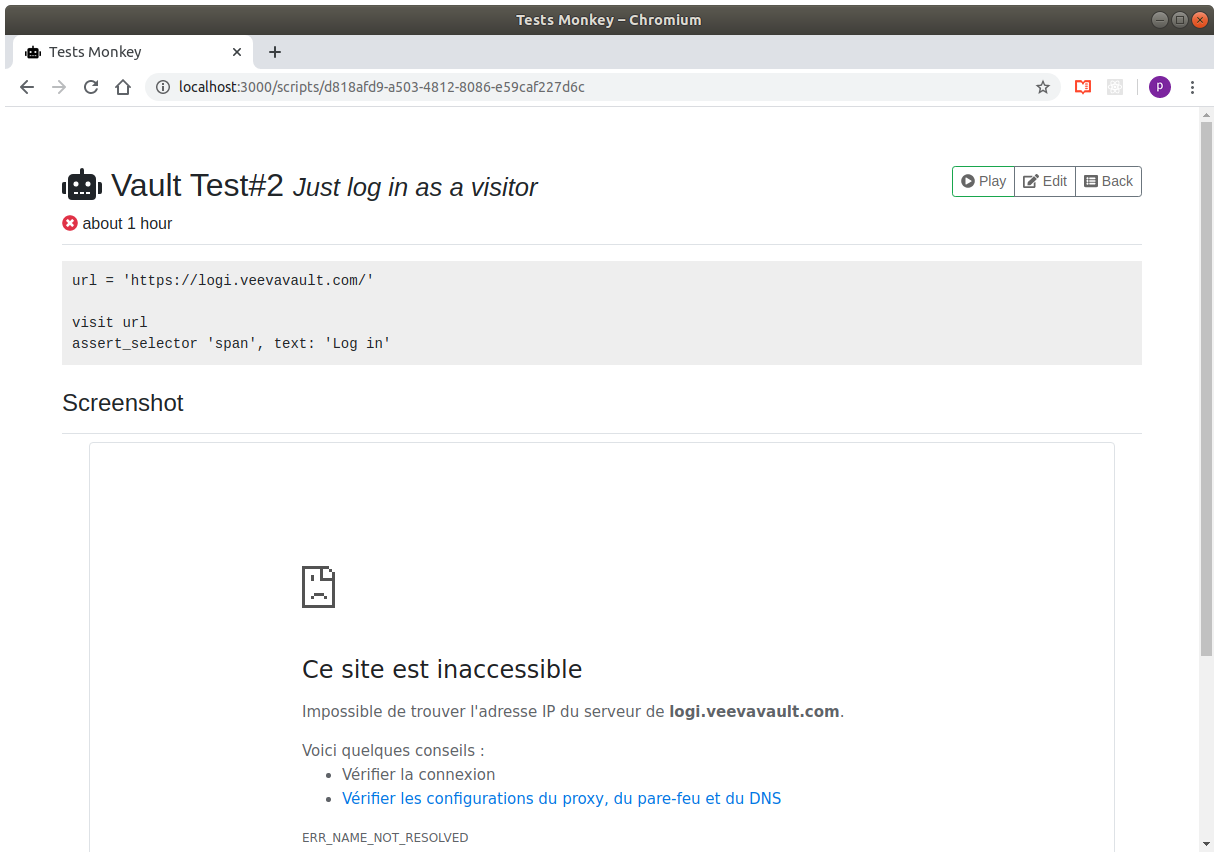 Tests Monkey – Chromium
Tests Monkey
localhost:3000/scripts/d818afd9-a503-4812-8086-e59caf227d6c
p
Vault Test#2 Just log in as a visitor
Play Edit Back
about 1 hour
url = 'https://logi.veevavault.com/'
visit url
assert_selector 'span', text: 'Log in'
Screenshot
Ce site est inaccessible
Impossible de trouver l'adresse IP du serveur de logi.veevavault.com.
Voici quelques conseils :
• Vérifier la connexion
• Vérifier les configurations du proxy, du pare-feu et du DNS
ERR_NAME_NOT_RESOLVED